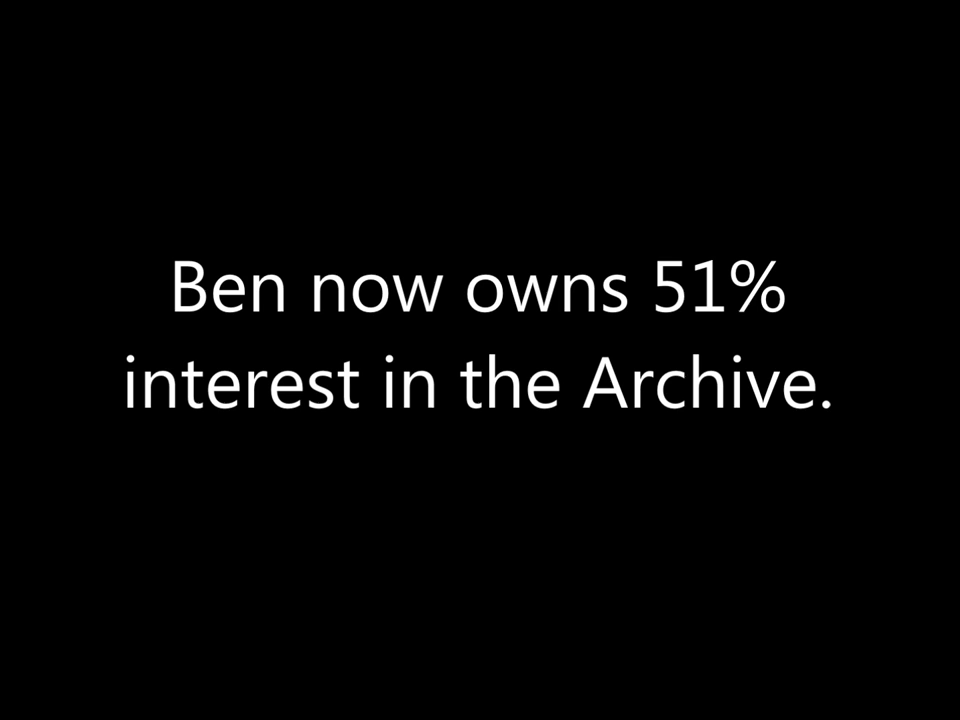 Ben now owns 51%
interest in the Archive.